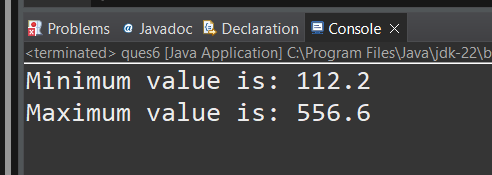 Problems @ Javadoc Declaration Console ×
<terminated> ques6 [Java Application] C:\Program Files\Java\jdk-22\b
Minimum value is: 112.2
Maximum value is: 556.6